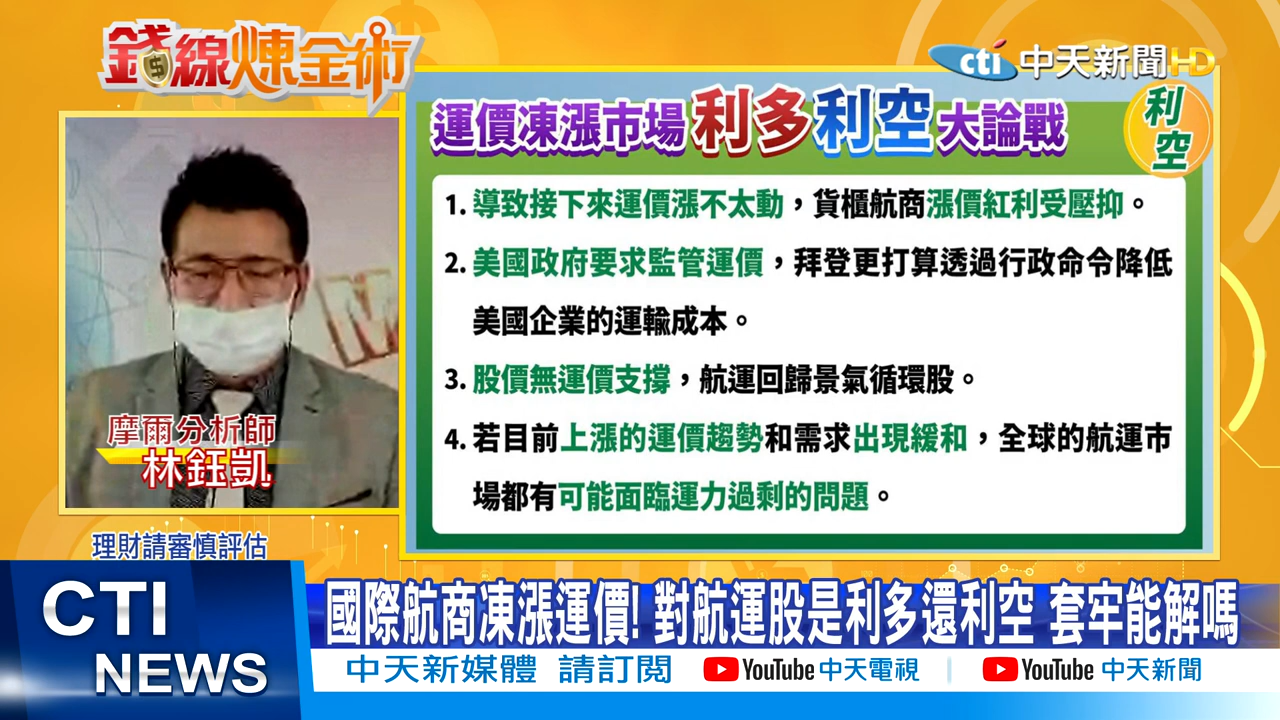 錢線煉金術
cti 中天新聞HD
運價凍漲市場利多利空大論戰
利空
1. 導致接下來運價漲不太動，貨櫃航商漲價紅利受壓抑。
2. 美國政府要求監管運價，拜登更打算透過行政命令降低
美國企業的運輸成本。
3. 股價無運價支撐，航運回歸景氣循環股。
4. 若目前上漲的運價趨勢和需求出現緩和，全球的航運市
場都有可能面臨運力過剩的問題。
摩爾分析師
林鈺凱
理財請審慎評估
CTI
NEWS
國際航商凍漲運價! 對航運股是利多還利空 套牢能解嗎
中天新媒體 請訂閱 YouTube 中天電視 | YouTube 中天新聞